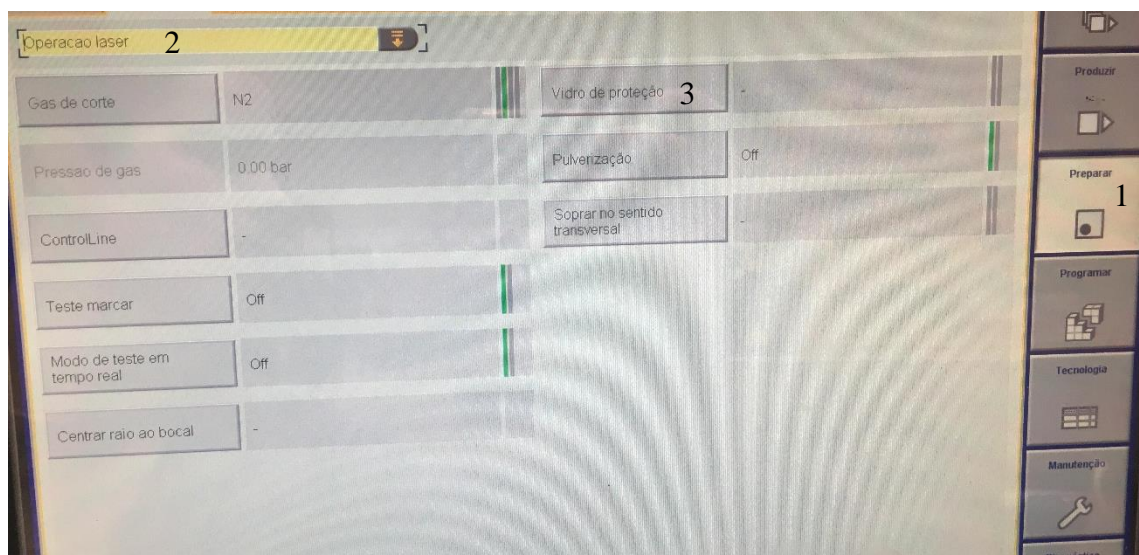 Operacao laser 2
Gas de corte N2
Pressao de gas 0.00 bar
ControlLine -
Teste marcar Off
Modo de teste em
tempo real
Off
Centrar raio ao bocal -
Vidro de proteção 3 -
Pulverização Off
Soprar no sentido
transversal
-
Produzir
Preparar
1
Programar
Tecnologia
Manutenção